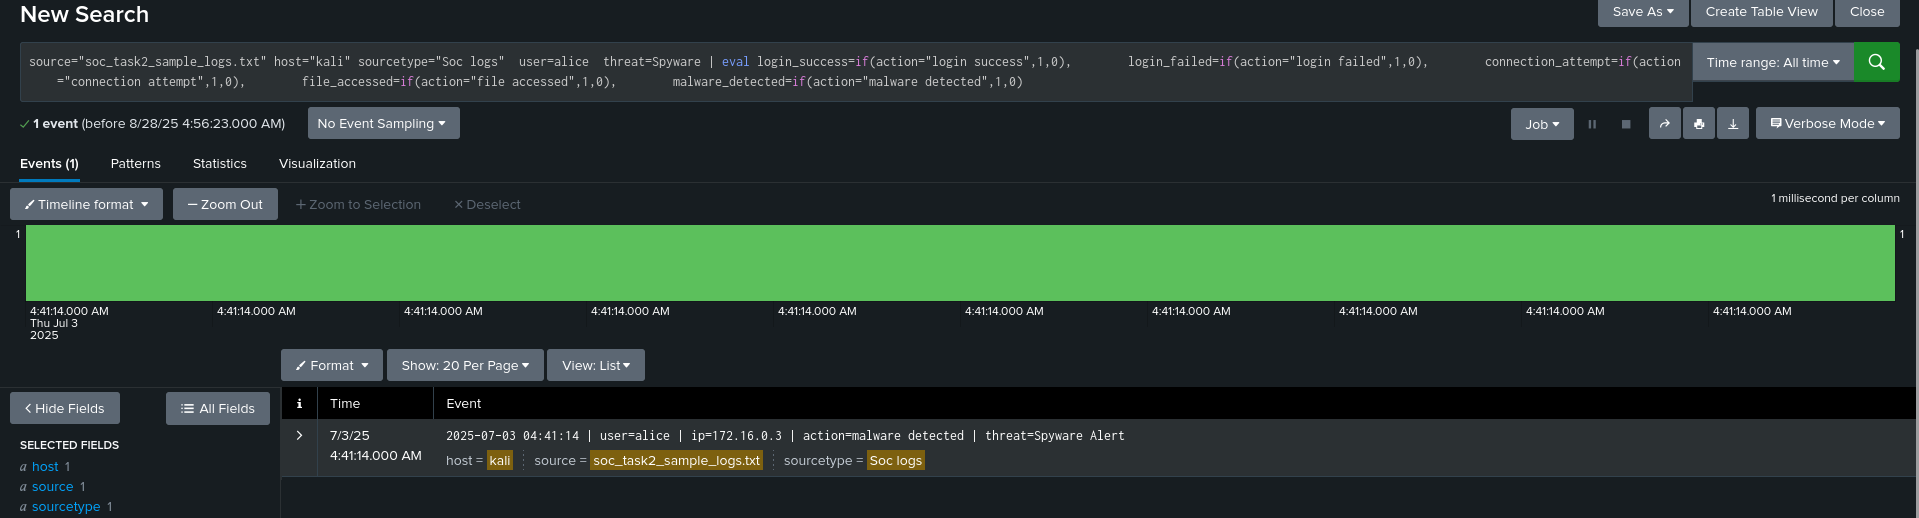 New Search
Save As
Create Table View
Close
source="soc_task2_sample_logs.txt" host="kali" sourcetype="Soc logs"  user=alice  threat=Spyware | eval login_success=if(action="login success",1,0),        login_failed=if(action="login failed",1,0),        connection_attempt=if(action
="connection attempt",1,0),        file_accessed=if(action="file accessed",1,0),        malware_detected=if(action="malware detected",1,0)
Time range: All time
1 event (before 8/28/25 4:56:23.000 AM)
No Event Sampling
Job
Verbose Mode
Events (1)
Patterns
Statistics
Visualization
Timeline format
Zoom Out
Zoom to Selection
Deselect
1 millisecond per column
1
1
4:41:14.000 AM 4:41:14.000 AM 4:41:14.000 AM 4:41:14.000 AM 4:41:14.000 AM 4:41:14.000 AM 4:41:14.000 AM 4:41:14.000 AM 4:41:14.000 AM 4:41:14.000 AM
Thu Jul 3
2025
Format
Show: 20 Per Page
View: List
Hide Fields
All Fields
SELECTED FIELDS
a host 1
a source 1
a sourcetype 1
i Time Event
7/3/25
4:41:14.000 AM
2025-07-03 04:41:14 | user=alice | ip=172.16.0.3 | action=malware detected | threat=Spyware Alert
host = kali source = soc_task2_sample_logs.txt sourcetype = Soc logs